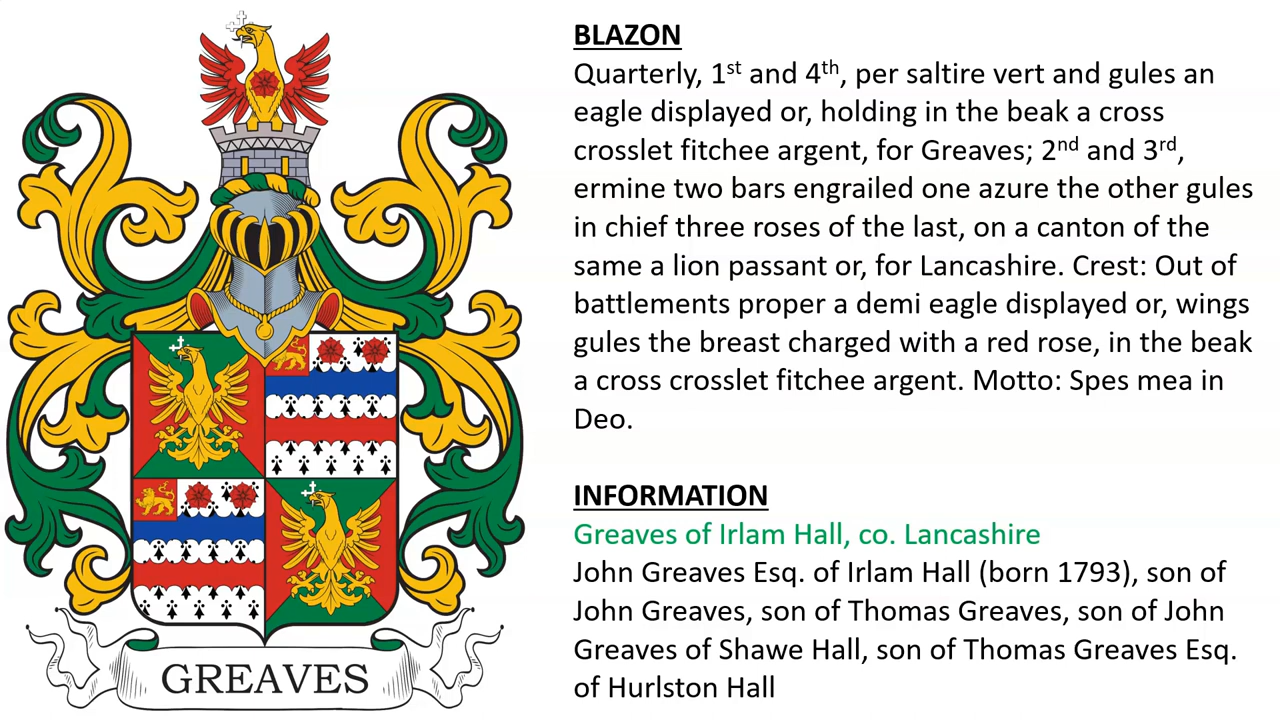 BLAZON
Quarterly, 1st and 4th, per saltire vert and gules an
eagle displayed or, holding in the beak a cross
crosslet fitchee argent, for Greaves; 2nd and 3rd,
ermine two bars engrailed one azure the other gules
in chief three roses of the last, on a canton of the
same a lion passant or, for Lancashire. Crest: Out of
battlements proper a demi eagle displayed or, wings
gules the breast charged with a red rose, in the beak
a cross crosslet fitchee argent. Motto: Spes mea in
Deo.
INFORMATION
Greaves of Irlam Hall, co. Lancashire
John Greaves Esq. of Irlam Hall (born 1793), son of
John Greaves, son of Thomas Greaves, son of John
Greaves of Shawe Hall, son of Thomas Greaves Esq.
of Hurlston Hall
GREAVES